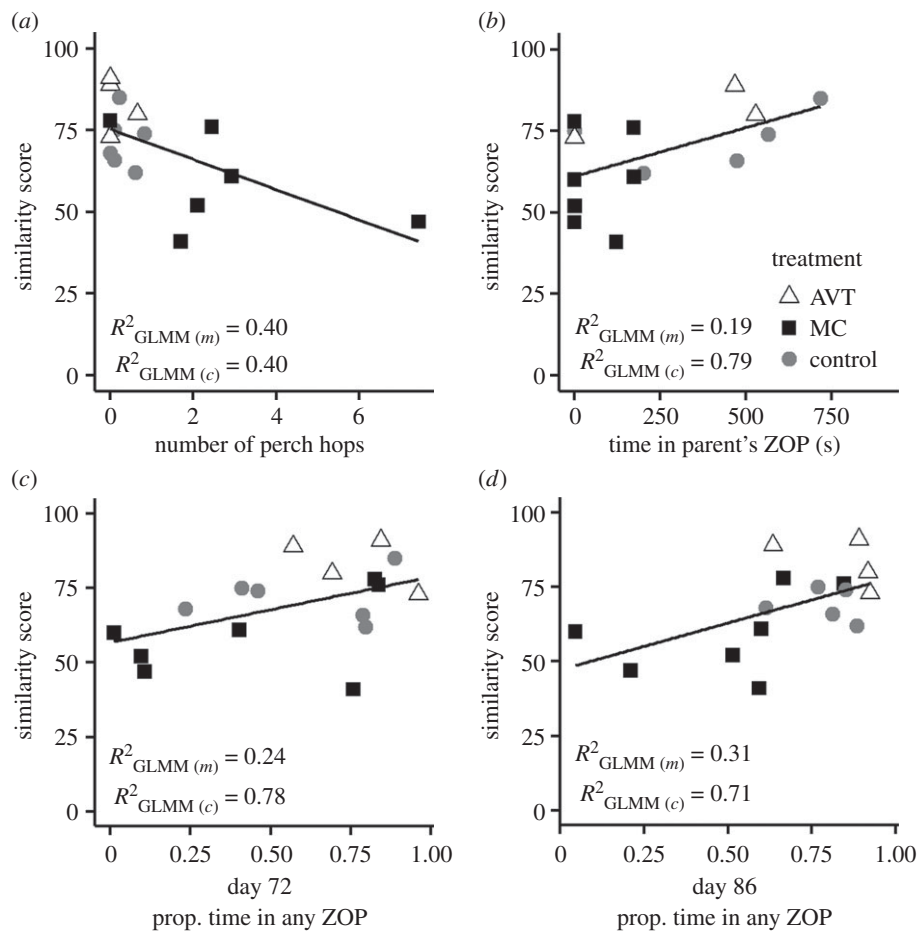 (a)
100
75
50
25
0
similarity score
R²GLMM (m) = 0.40
R²GLMM (c) = 0.40
0 2 4 6
number of perch hops
(b)
100
75
50
25
0
similarity score
treatment
AVT
MC
control
R²GLMM (m) = 0.19
R²GLMM (c) = 0.79
0 250 500 750
time in parent's ZOP (s)
(c)
100
75
50
25
0
similarity score
R²GLMM (m) = 0.24
R²GLMM (c) = 0.78
0 0.25 0.50 0.75 1.00
day 72
prop. time in any ZOP
(d)
100
75
50
25
0
similarity score
R²GLMM (m) = 0.31
R²GLMM (c) = 0.71
0 0.25 0.50 0.75 1.00
day 86
prop. time in any ZOP